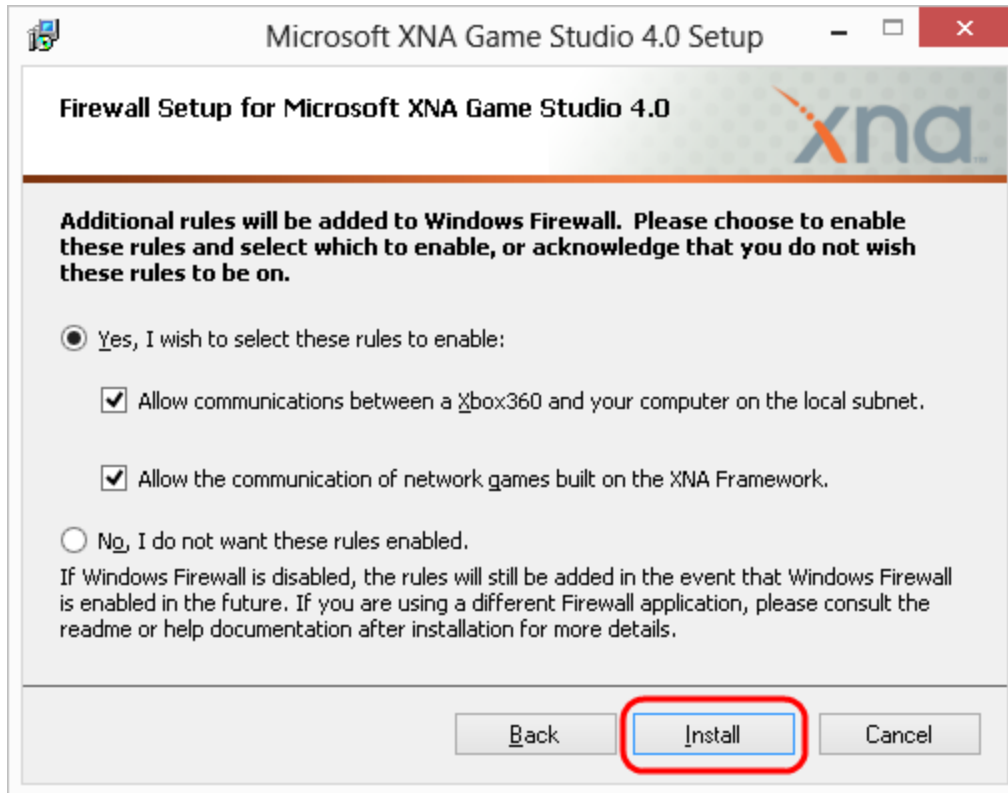 Microsoft XNA Game Studio 4.0 Setup
Firewall Setup for Microsoft XNA Game Studio 4.0
xna
Additional rules will be added to Windows Firewall.  Please choose to enable
these rules and select which to enable, or acknowledge that you do not wish
these rules to be on.
Yes, I wish to select these rules to enable:
Allow communications between a Xbox360 and your computer on the local subnet.
Allow the communication of network games built on the XNA Framework.
No, I do not want these rules enabled.
If Windows Firewall is disabled, the rules will still be added in the event that Windows Firewall
is enabled in the future. If you are using a different Firewall application, please consult the
readme or help documentation after installation for more details.
Back Install Cancel